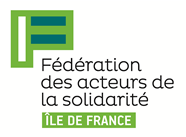 Fédération
des acteurs de
la solidarité
ÎLE DE FRANCE